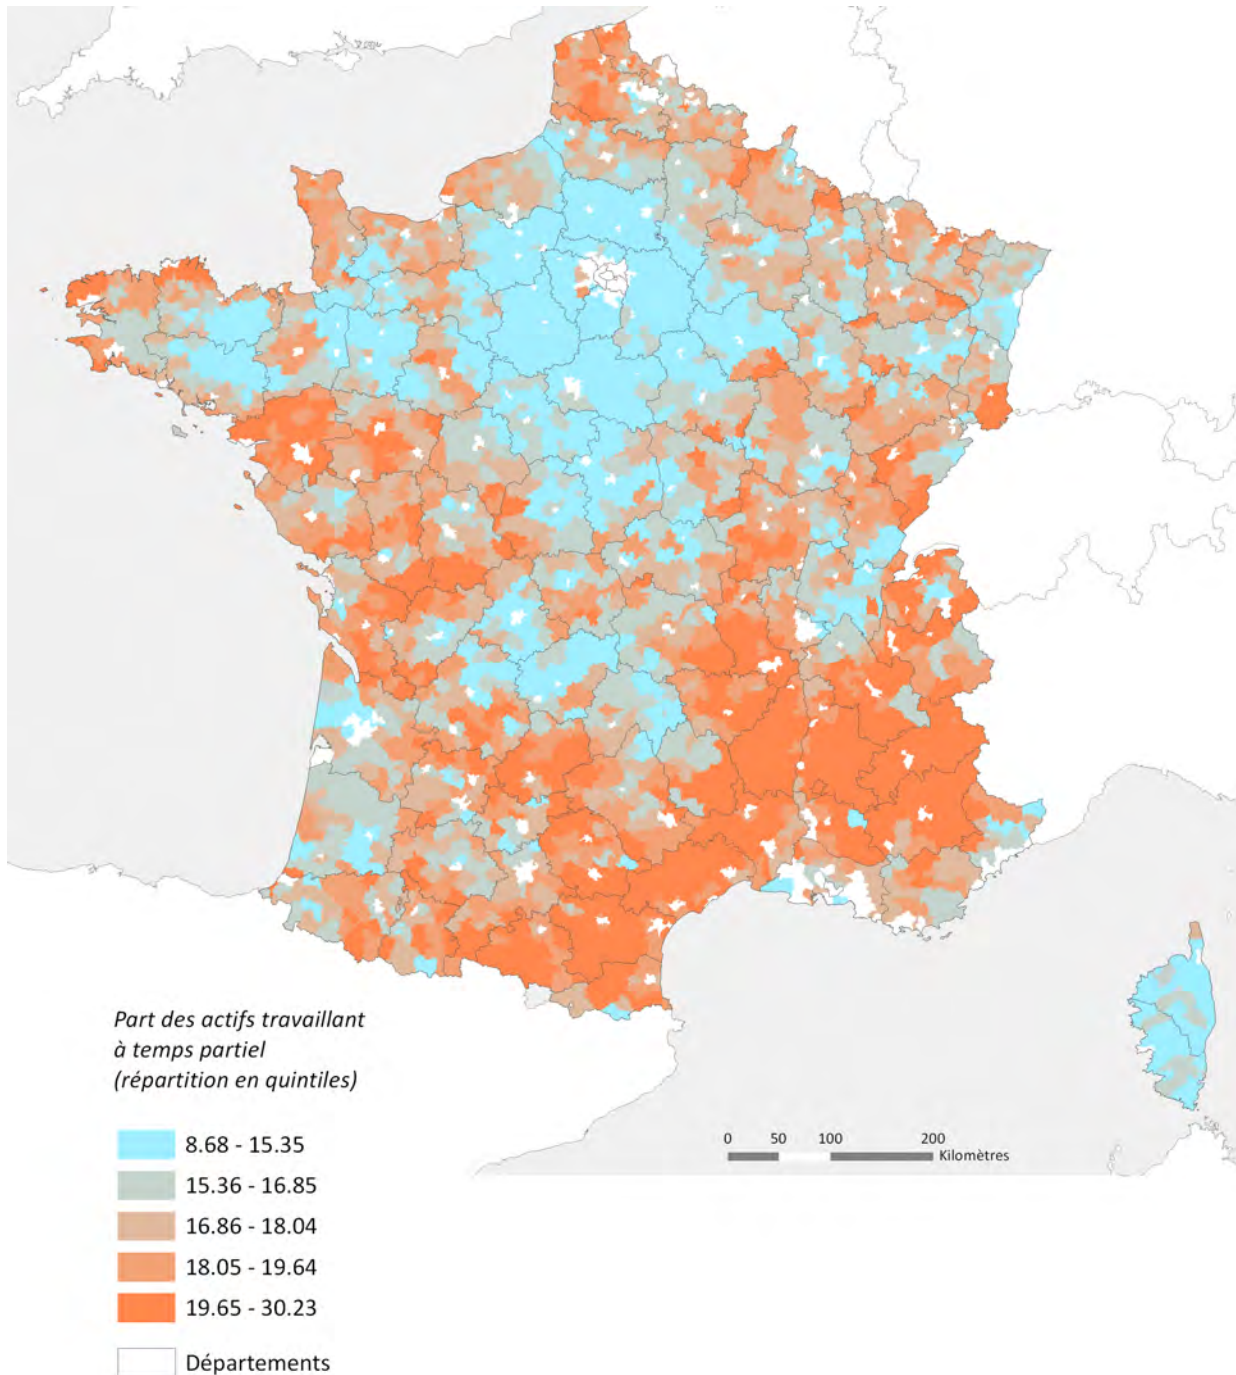 Part des actifs travaillant
à temps partiel
(répartition en quintiles)
8.68 - 15.35
15.36 - 16.85
16.86 - 18.04
18.05 - 19.64
19.65 - 30.23
Départements
0 50 100 200
Kilomètres